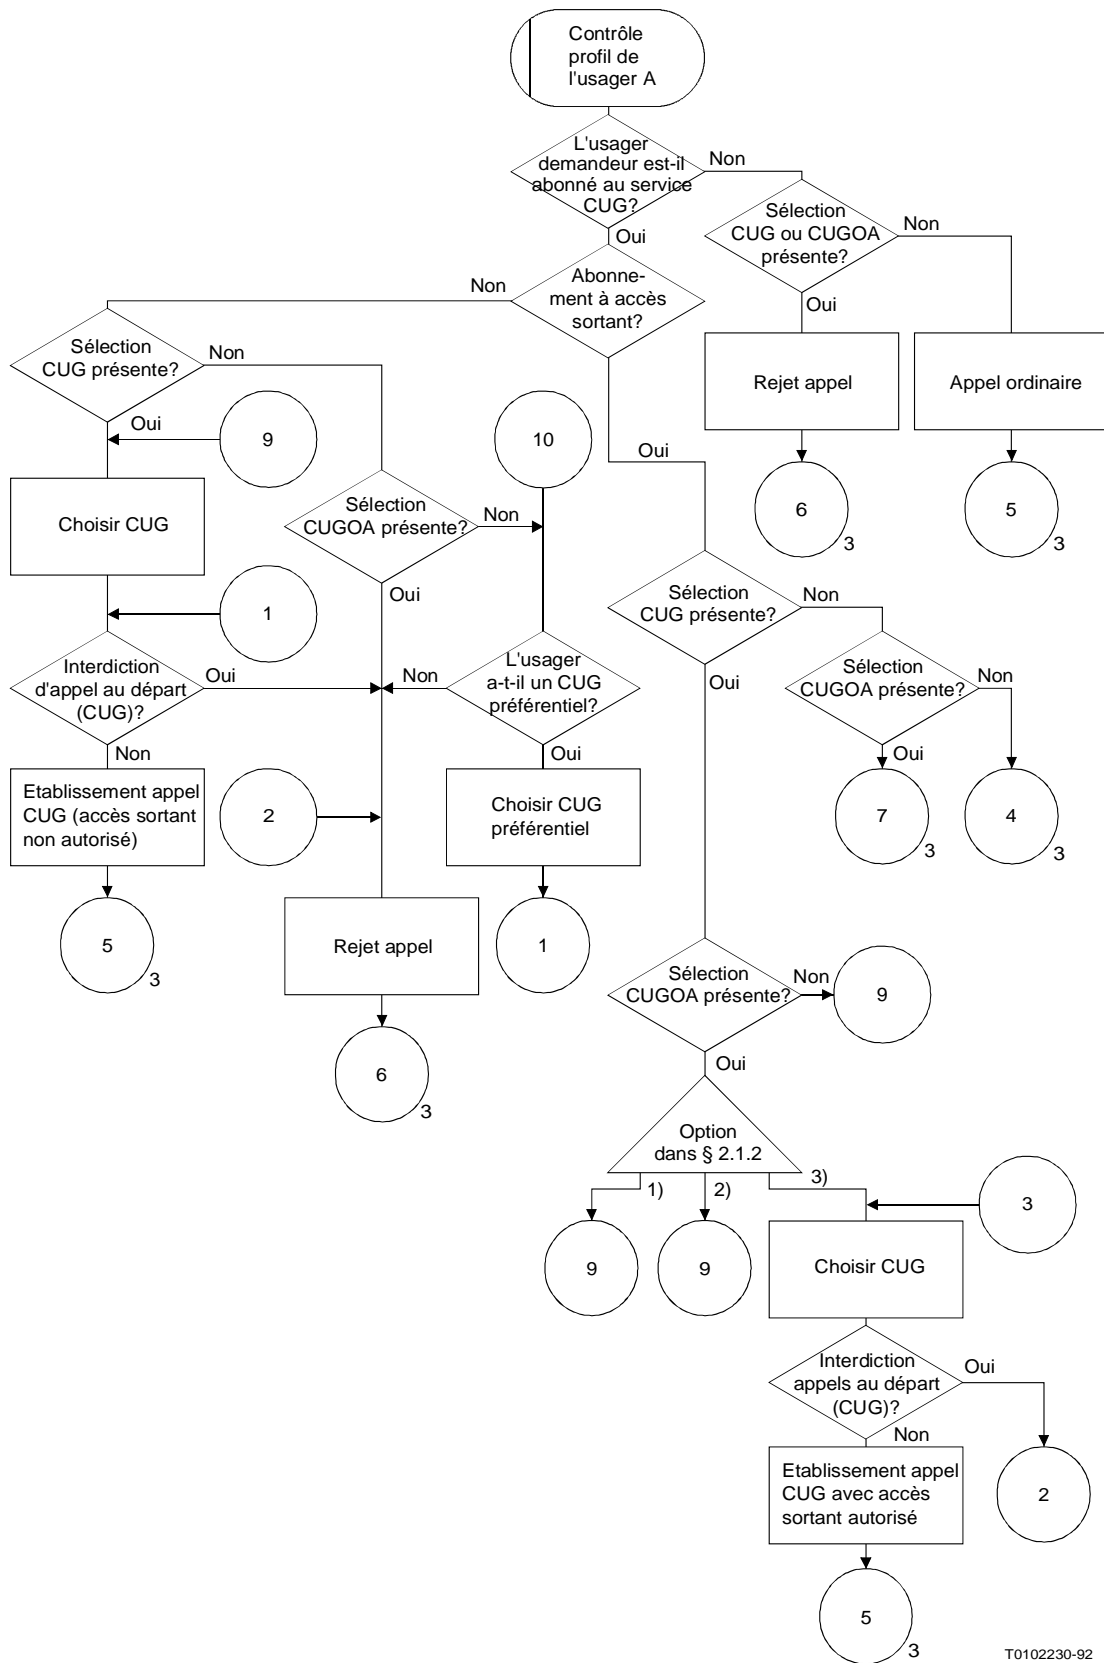 Contrôle
profil de
l'usager A
L'usager
demandeur est-il
abonné au service
CUG?
Non
Oui
Sélection
CUG ou CUGOA
présente?
Non
Oui
Abonne-
ment à accès
sortant?
Non
Oui
Rejet appel
Appel ordinaire
6
3
5
3
Sélection
CUG présente?
Non
Oui
9
10
Choisir CUG
Sélection
CUGOA présente?
Non
Oui
1
Interdiction
d'appel au départ
(CUG)?
Oui
Non
L'usager
a-t-il un CUG
préférentiel?
Non
Oui
Sélection
CUG présente?
Non
Oui
Sélection
CUGOA présente?
Non
Oui
Etablissement appel
CUG (accès sortant
non autorisé)
2
Choisir CUG
préférentiel
7
3
4
3
5
3
Rejet appel
1
6
3
Sélection
CUGOA présente?
Non
9
Oui
Option
dans § 2.1.2
1)
2)
3)
3
9
9
Choisir CUG
Interdiction
appels au départ
(CUG)?
Oui
Non
Etablissement appel
CUG avec accès
sortant autorisé
2
5
3
T0102230-92